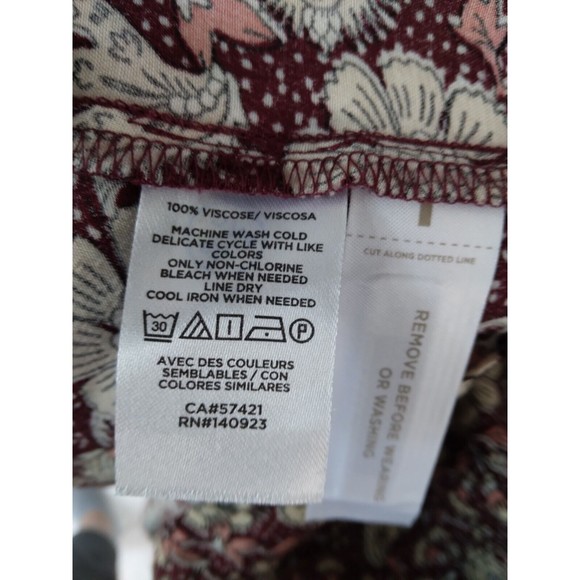 100% VISCOSE/ VISCOSA
MACHINE WASH COLD
DELICATE CYCLE WITH LIKE
COLORS
ONLY NON-CHLORINE
BLEACH WHEN NEEDED
LINE DRY
COOL IRON WHEN NEEDED
30
P
AVEC DES COULEURS
SEMBLABLES / CON
COLORES SIMILARES
CA#57421
RN#140923
CUT ALONG DOTTED LINE
REMOVE BEFORE WEARING
OR WASHING